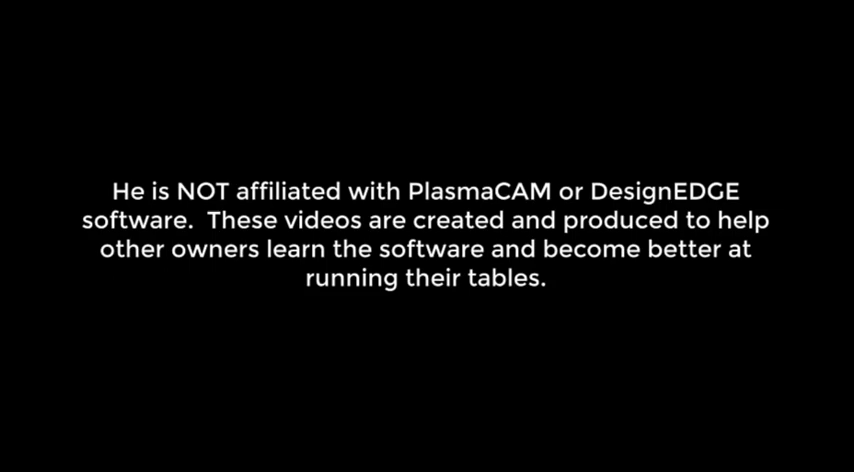 He is NOT affiliated with PlasmaCAM or DesignEDGE
software.  These videos are created and produced to help
other owners learn the software and become better at
running their tables.